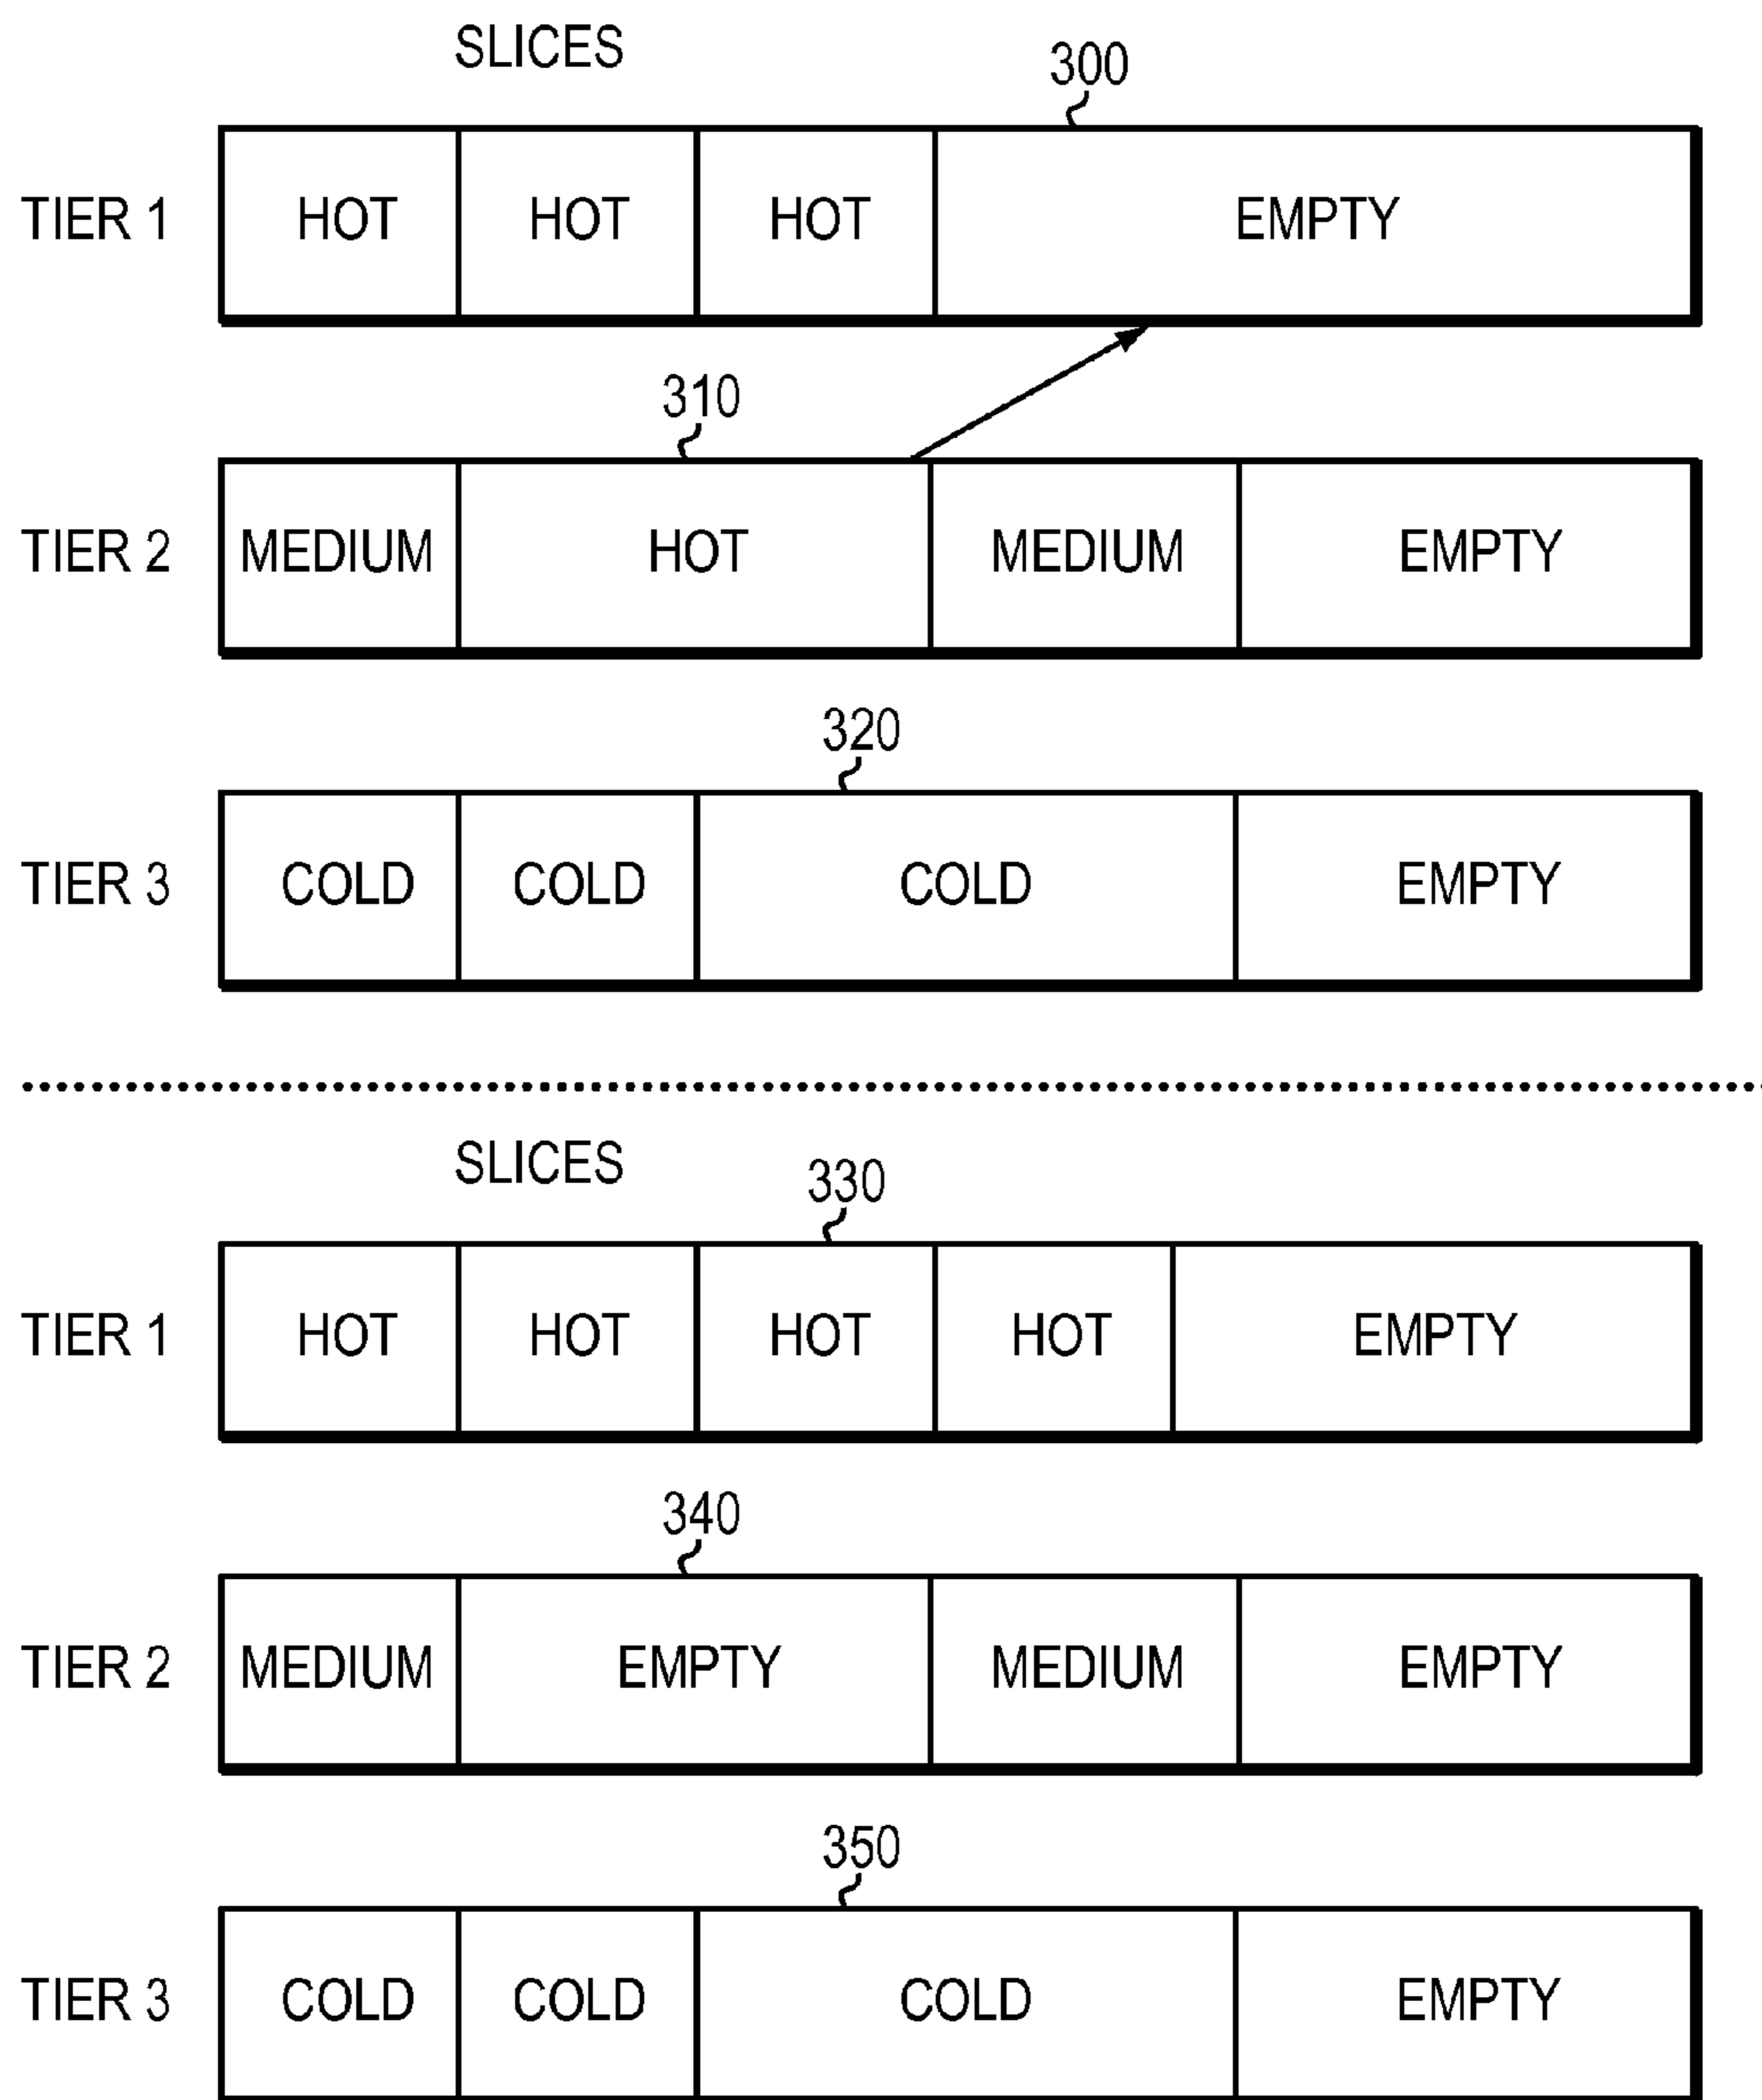 SLICES
300
TIER 1 HOT HOT HOT EMPTY
310
TIER 2 MEDIUM HOT MEDIUM EMPTY
320
TIER 3 COLD COLD COLD EMPTY
SLICES
330
TIER 1 HOT HOT HOT HOT EMPTY
340
TIER 2 MEDIUM EMPTY MEDIUM EMPTY
350
TIER 3 COLD COLD COLD EMPTY